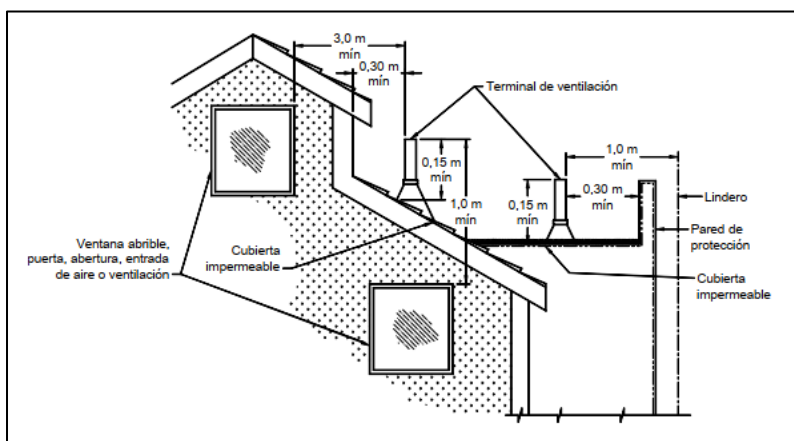 3,0 m
mín
0,30 m
mín
Terminal de ventilación
1,0 m
mín
0,15 m
mín
0,15 m
mín
0,30 m
mín
1,0 m
mín
Lindero
Pared de
protección
Ventana abrible,
puerta, abertura, entrada
de aire o ventilación
Cubierta
impermeable
Cubierta
impermeable